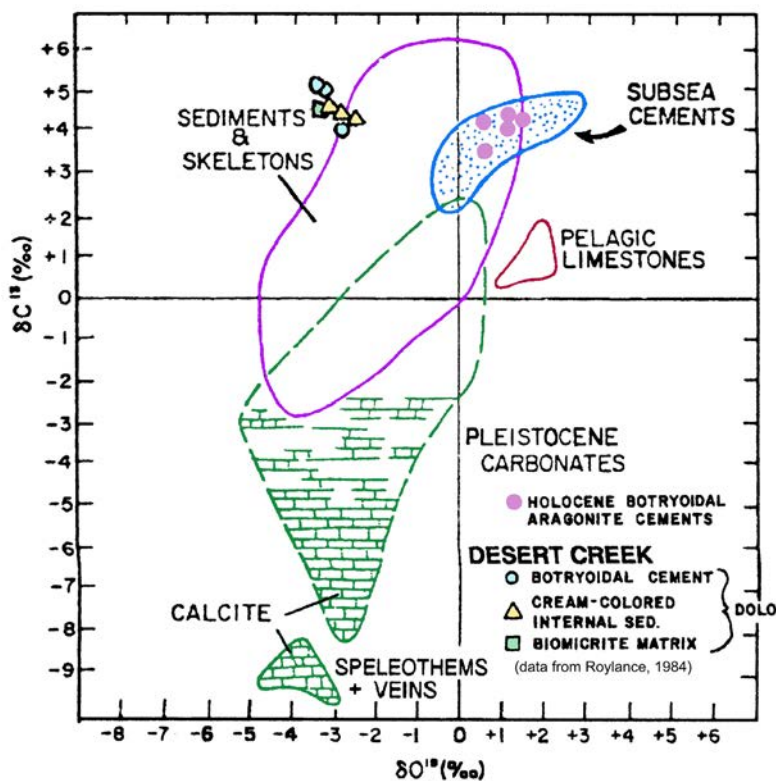 +6
+5
+4
+3
÷2
+1
0
-1
-2
-3
-4
-5
-6
-7
-8
-9
δC¹³(‰)
SEDIMENTS
&
SKELETONS
SUBSEA
CEMENTS
PELAGIC
LIMESTONES
PLEISTOCENE
CARBONATES
HOLOCENE BOTRYOIDAL
ARAGONITE CEMENTS
DESERT CREEK
BOTRYOIDAL CEMENT
CREAM-COLORED
INTERNAL SED.
BIOMICRITE MATRIX
DOLO
(data from Roylance, 1984)
CALCITE
SPELEOTHEMS
+ VEINS
-8 -7 -6 -5 -4 -3 -2 -1 0 +1 +2 +3 +4 +5 +6
δO¹⁸(‰)